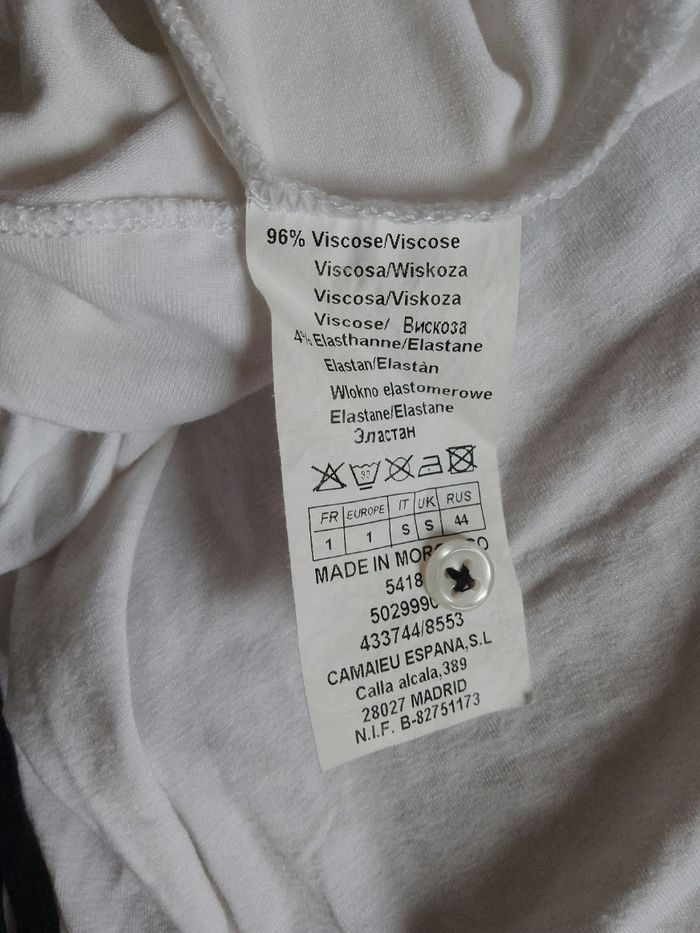 96% Viscose/Viscose
Viscosa/Wiskoza
Viscosa/Viskoza
Viscose/ Вискоза
4% Elasthanne/Elastane
Elastan/Elastàn
Wlokno elastomerowe
Elastane/Elastane
Эластан
30
FR EUROPE IT UK RUS
1 1 S S 44
MADE IN
5418
433744/8553
CAMAIEU ESPANA,S.L
Calla alcala,389
28027 MADRID
N.I.F. B-82751173